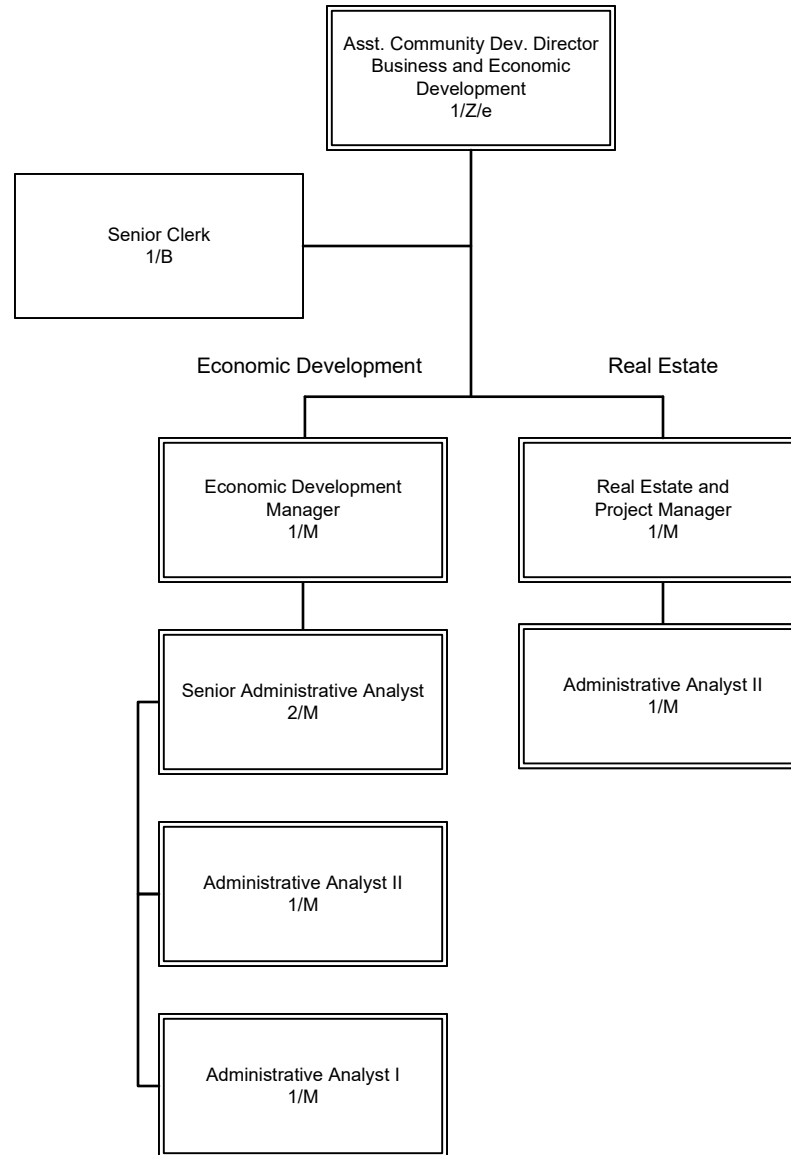 Asst. Community Dev. Director
Business and Economic
Development
1/Z/e
Senior Clerk
1/B
Economic Development
Real Estate
Economic Development
Manager
1/M
Real Estate and
Project Manager
1/M
Senior Administrative Analyst
2/M
Administrative Analyst II
1/M
Administrative Analyst II
1/M
Administrative Analyst I
1/M